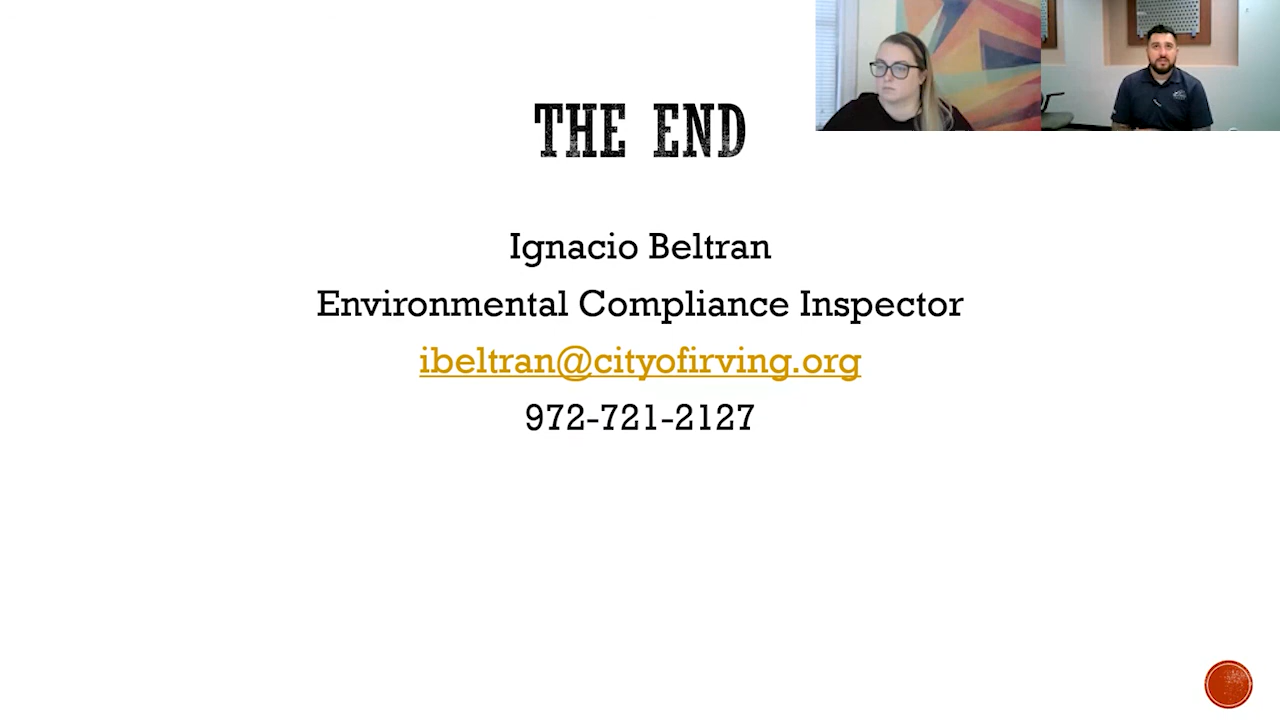 THE END
Ignacio Beltran
Environmental Compliance Inspector
ibeltran@cityofirving.org
972-721-2127